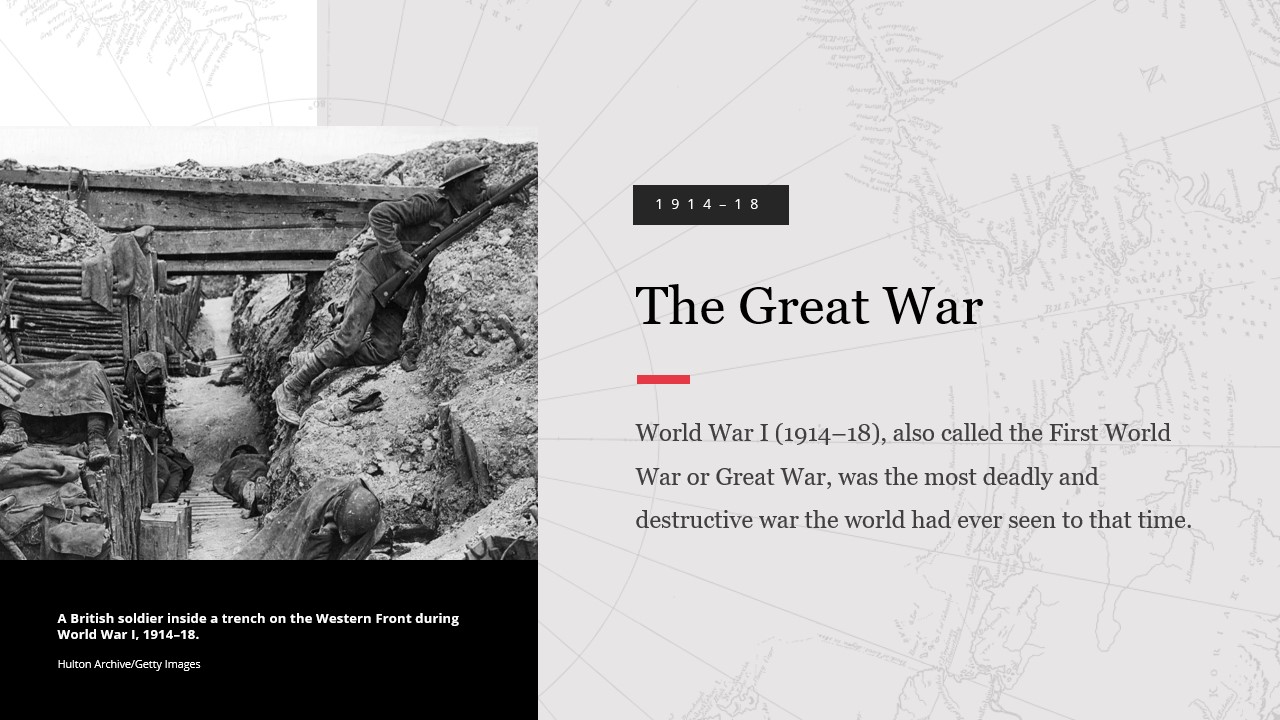 1914–18
The Great War
World War I (1914–18), also called the First World
War or Great War, was the most deadly and
destructive war the world had ever seen to that time.
A British soldier inside a trench on the Western Front during
World War I, 1914–18.
Hulton Archive/Getty Images